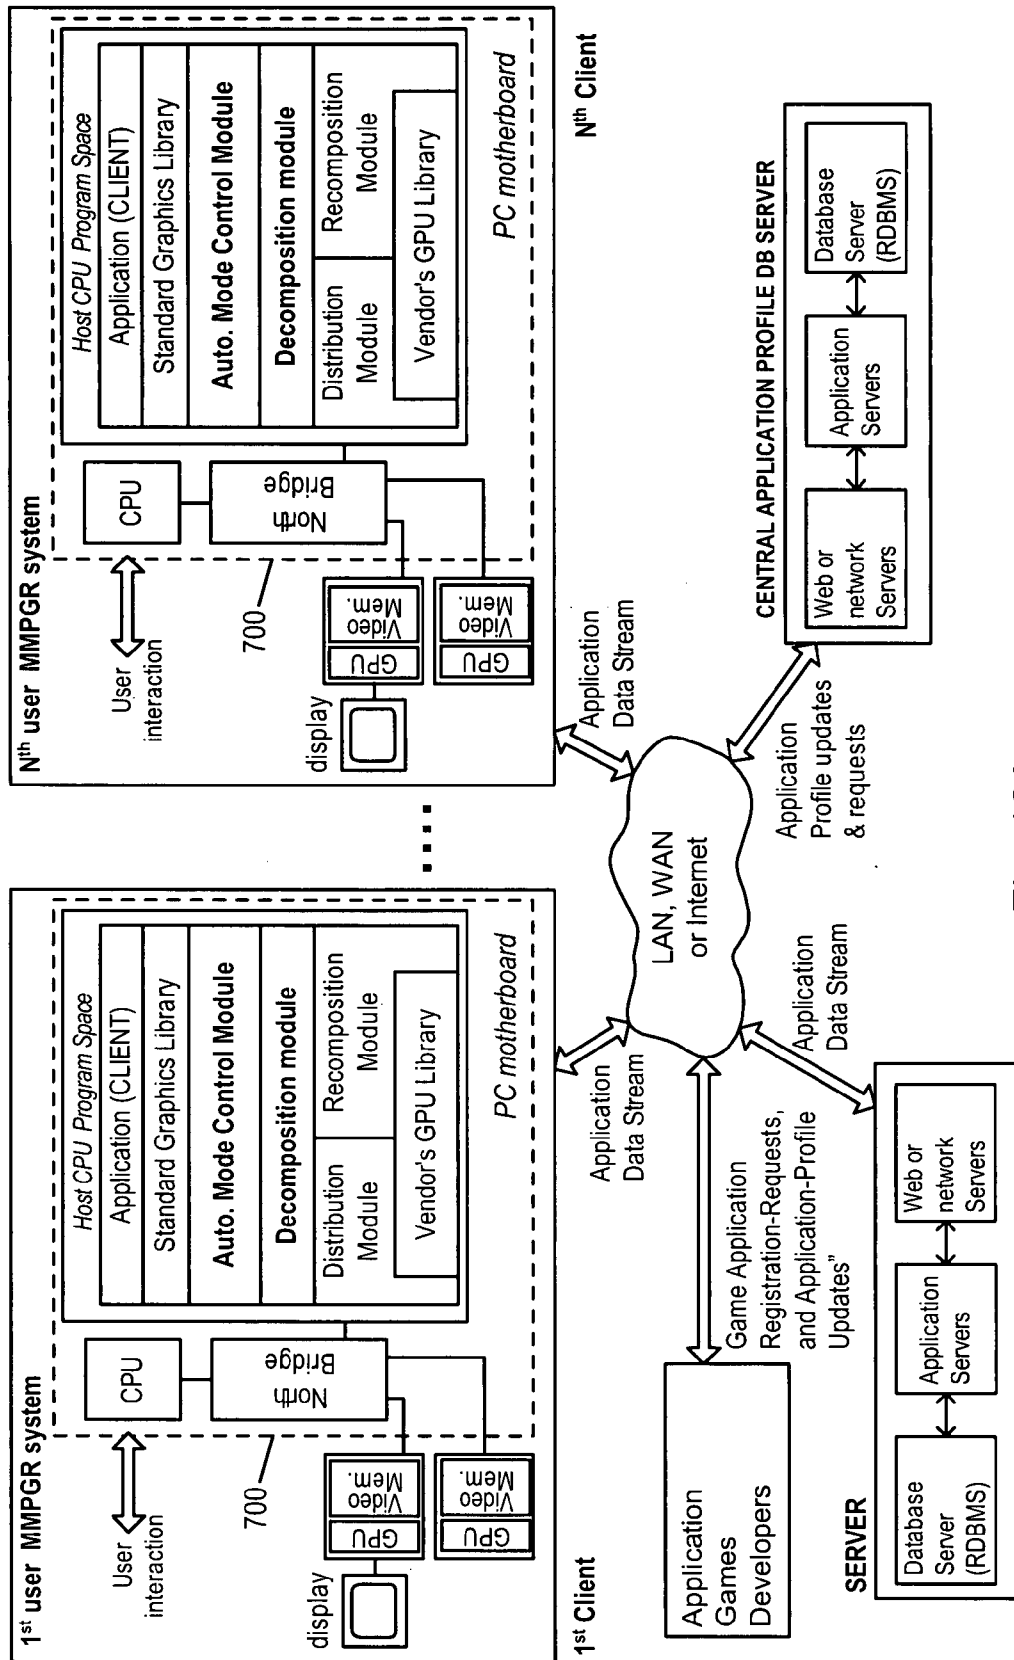 1st user MMPGR system
User
interaction
CPU
North
Bridge
700
display
GPU
Video
Mem.
GPU
Video
Mem.
Host CPU Program Space
Application (CLIENT)
Standard Graphics Library
Auto. Mode Control Module
Decomposition module
Distribution
Module
Recomposition
Module
Vendor's GPU Library
PC motherboard
1st Client
Nth user MMPGR system
User
interaction
CPU
North
Bridge
700
display
GPU
Video
Mem.
GPU
Video
Mem.
Host CPU Program Space
Application (CLIENT)
Standard Graphics Library
Auto. Mode Control Module
Decomposition module
Distribution
Module
Recomposition
Module
Vendor's GPU Library
PC motherboard
Nth Client
Application
Data Stream
Application
Data Stream
LAN, WAN
or Internet
Application
Games
Developers
Game Application
Registration-Requests,
and Application-Profile
Updates"
Application
Data Stream
Application
Profile updates
& requests
SERVER
Database
Server
(RDBMS)
Application
Servers
Web or
network
Servers
CENTRAL APPLICATION PROFILE DB SERVER
Web or
network
Servers
Application
Servers
Database
Server
(RDBMS)